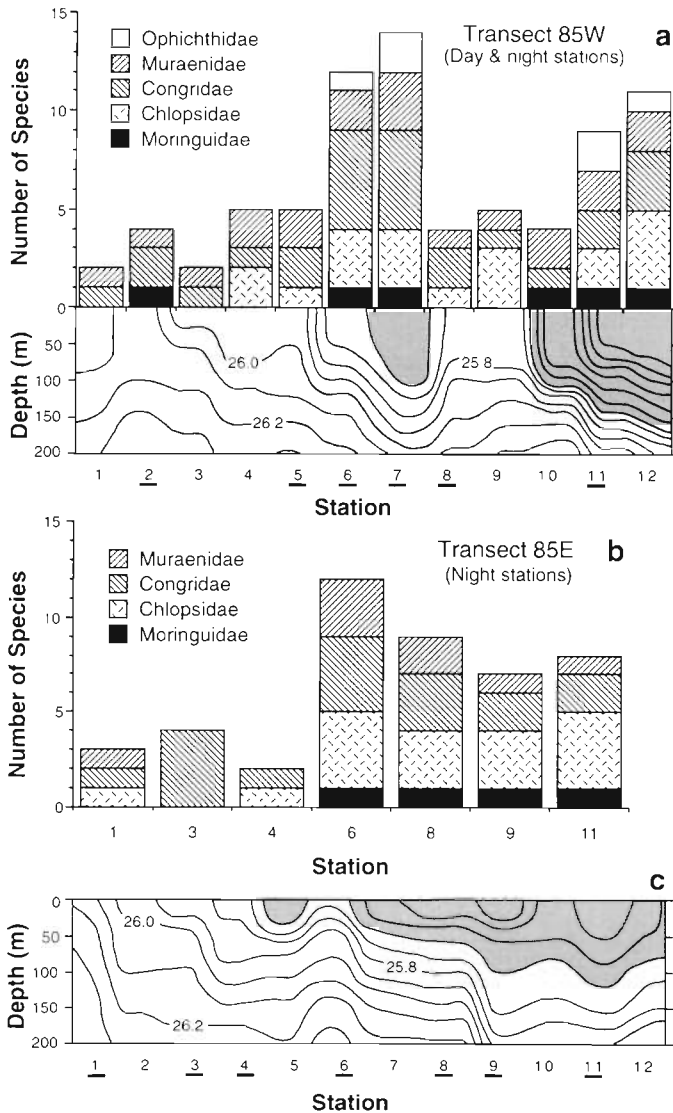 15
10
5
0
Number of Species
Ophichthidae
Muraenidae
Congridae
Chlopsidae
Moringuidae
Transect 85W
(Day & night stations)
a
0
50
100
150
200
Depth (m)
26.0
25.8
26.2
1 2 3 4 5 6 7 8 9 10 11 12
Station
15
10
5
0
Number of Species
Muraenidae
Congridae
Chlopsidae
Moringuidae
Transect 85E
(Night stations)
b
1 3 4 6 8 9 11
Station
c
0
50
100
150
200
Depth (m)
26.0
25.8
26.2
1 2 3 4 5 6 7 8 9 10 11 12
Station